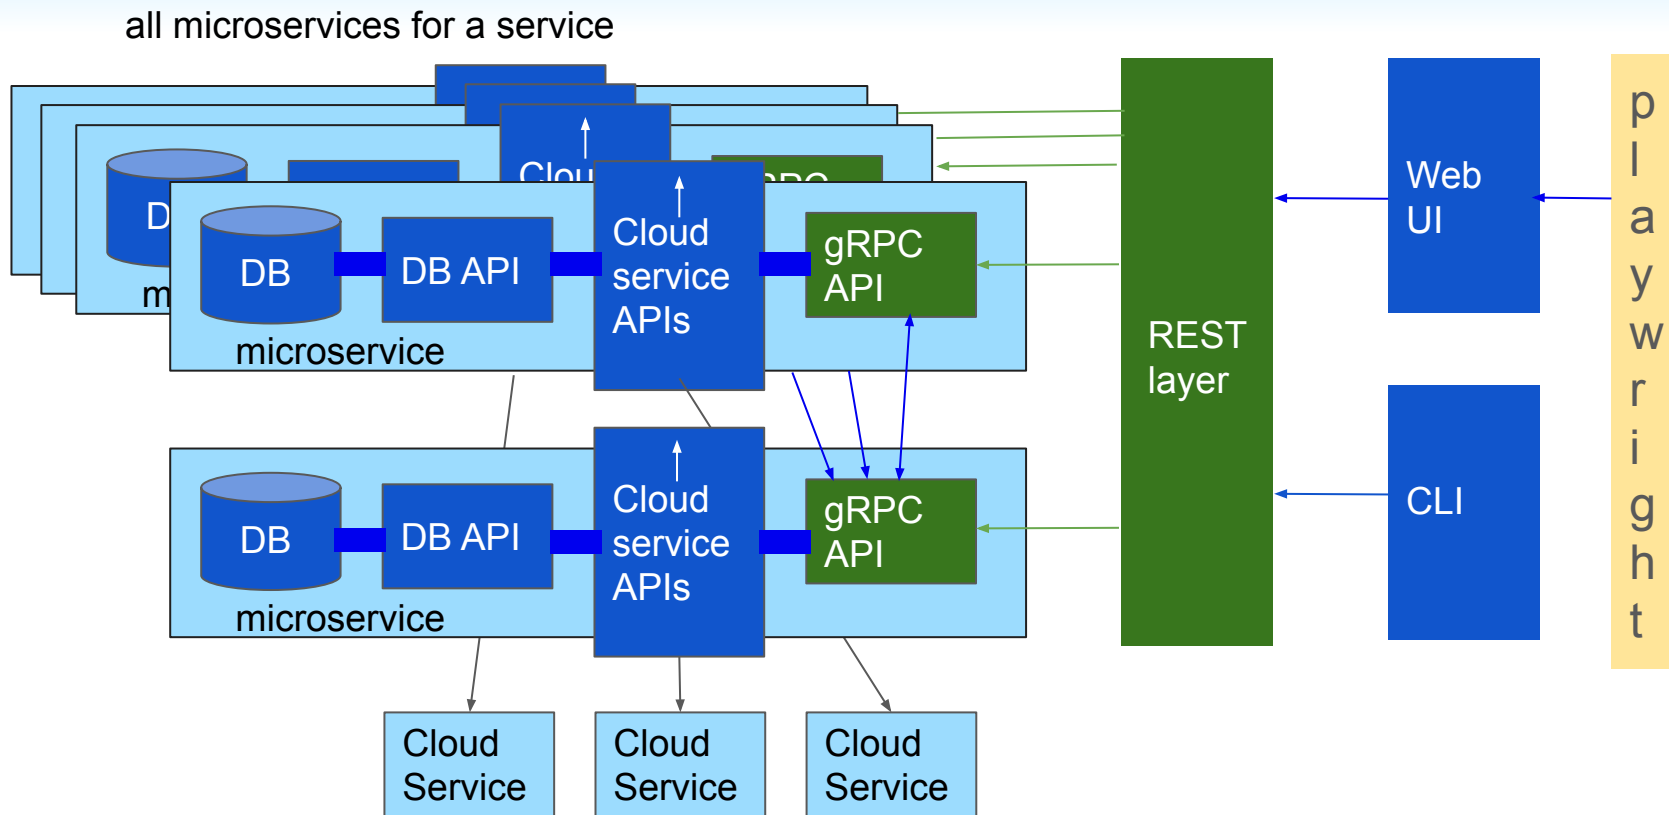 all microservices for a service
Cloud
DB
DB API
Cloud
service
APIs
gRPC
API
microservice
DB
DB API
Cloud
service
APIs
gRPC
API
microservice
Cloud
Service
Cloud
Service
Cloud
Service
REST
layer
Web
UI
CLI
p
l
a
y
w
r
i
g
h
t